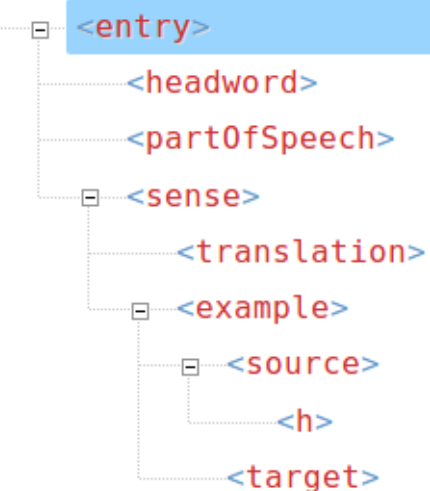 <entry>
<headword>
<partOfSpeech>
<sense>
<translation>
<example>
<source>
<h>
<target>